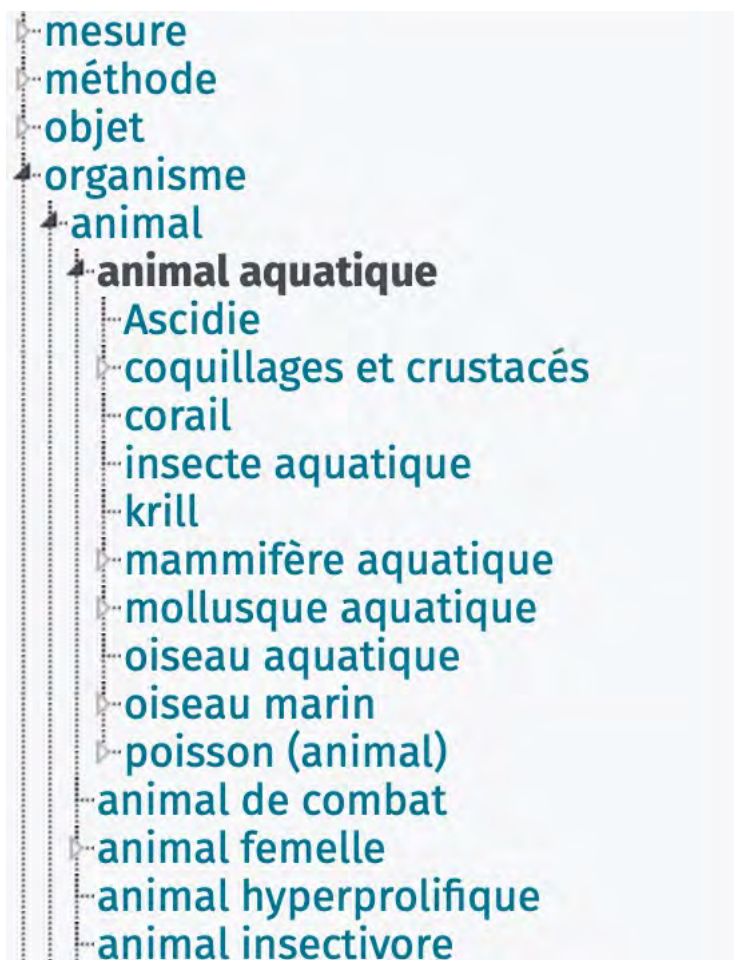 mesure
méthode
objet
organisme
animal
animal aquatique
Ascidie
coquillages et crustacés
corail
insecte aquatique
krill
mammifère aquatique
mollusque aquatique
oiseau aquatique
oiseau marin
poisson (animal)
animal de combat
animal femelle
animal hyperprolifique
animal insectivore